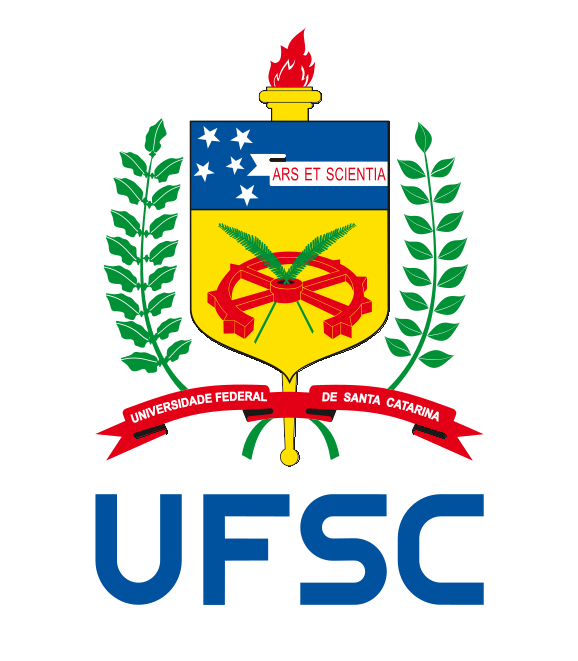 ARS ET SCIENTIA
UNIVERSIDADE FEDERAL DE SANTA CATARINA
UFSC